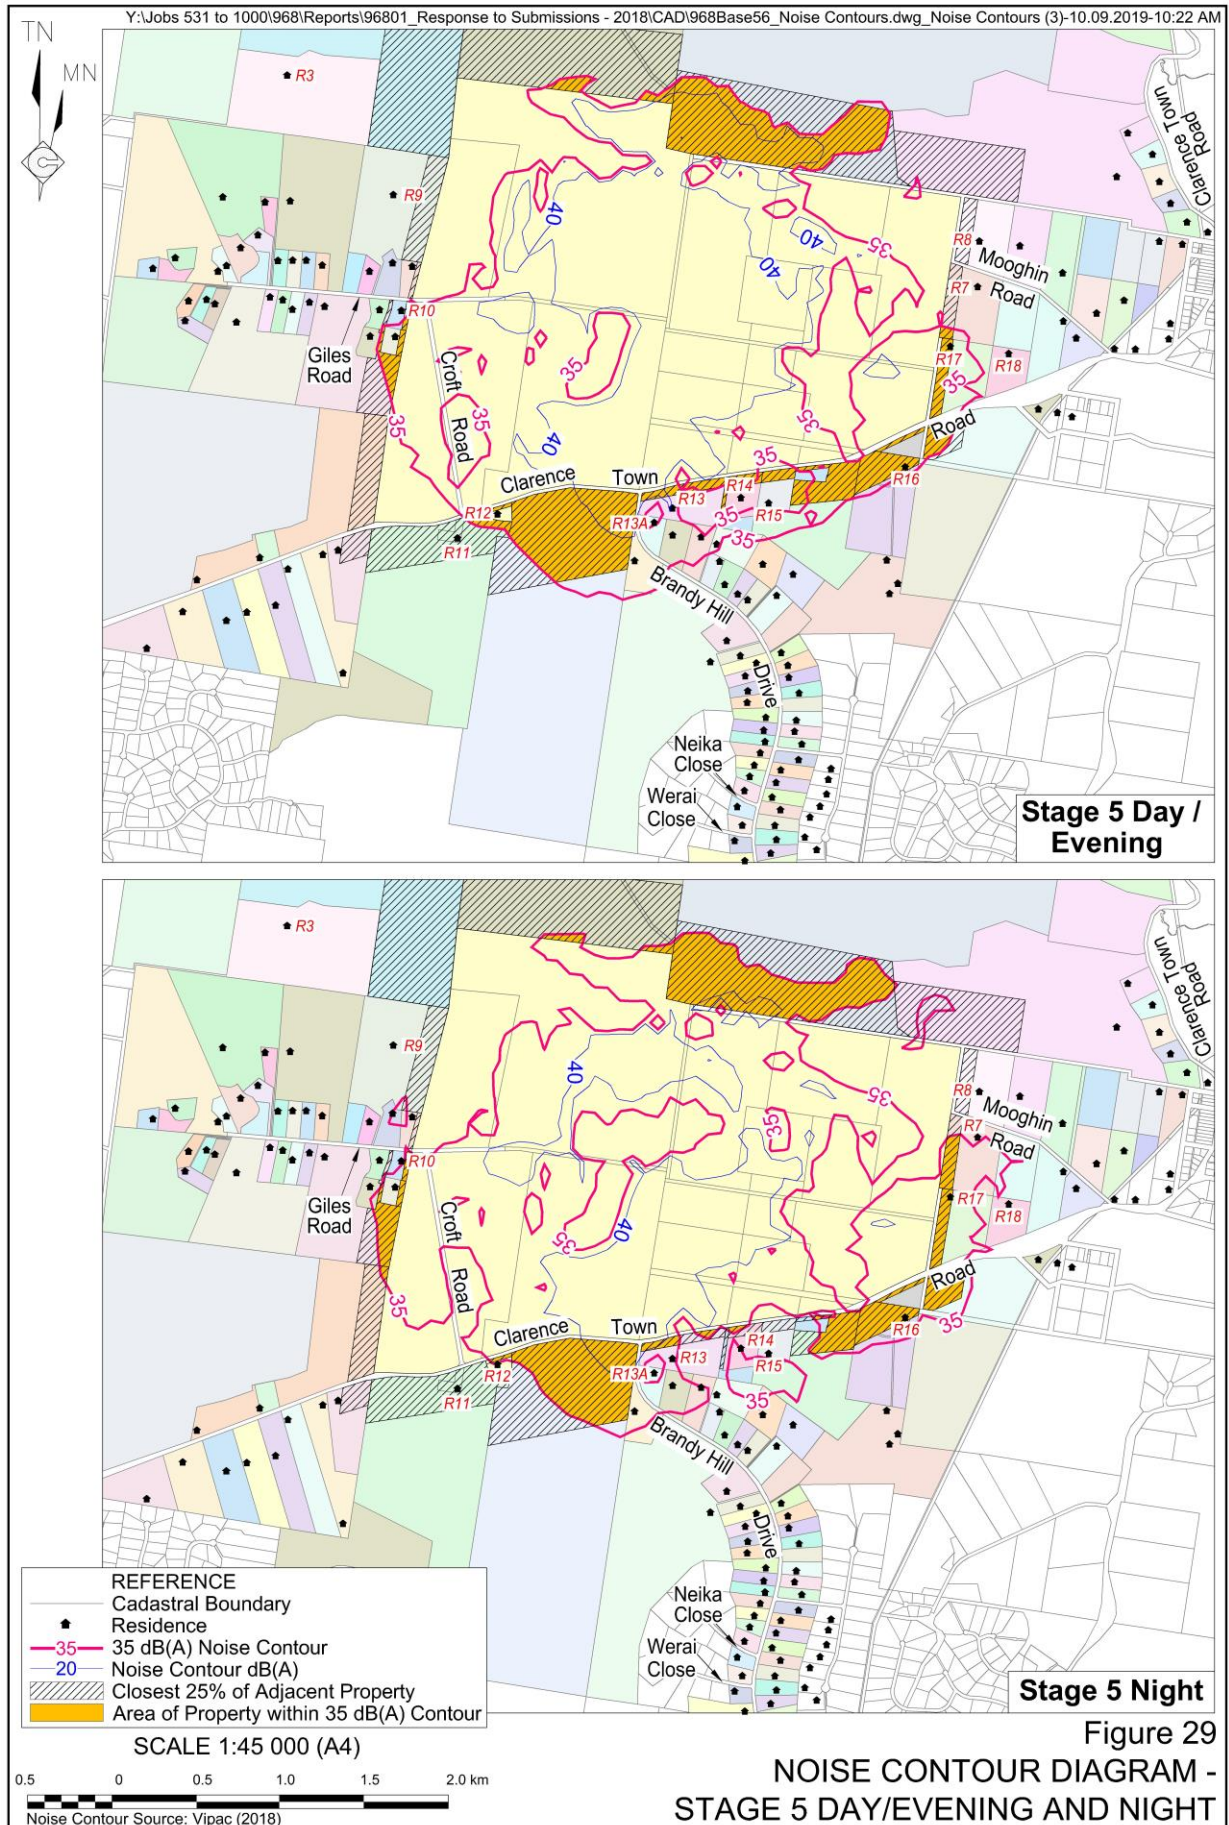 Y:\Jobs 531 to 1000\968\Reports\96801_Response to Submissions - 2018\CAD\968Base56_Noise Contours.dwg_Noise Contours (3)-10.09.2019-10:22 AM
TN
MN
R3
Clarence Town
Road
R9
40
40
35
40
R8
Mooghin
Road
R7
R10
Giles
Road
Croft
Road
35
35
35
35
R17
R18
35
40
35
Road
Clarence
Town
R14
R16
R13
R12
R13A
35
R15
35
R11
Brandy Hill
Drive
Neika
Close
Werai
Close
Stage 5 Day /
Evening
R3
Clarence Town
Road
R9
40
35
R8
Mooghin
Road
R7
35
R10
Giles
Road
Croft
Road
R17
R18
40
35
35
Road
Clarence
Town
R16
35
R14
R13
R15
R12
R13A
R11
35
Brandy Hill
Drive
Neika
Close
Werai
Close
Stage 5 Night
REFERENCE
Cadastral Boundary
Residence
35 35 dB(A) Noise Contour
20 Noise Contour dB(A)
Closest 25% of Adjacent Property
Area of Property within 35 dB(A) Contour
SCALE 1:45 000 (A4)
0.5 0 0.5 1.0 1.5 2.0 km
Noise Contour Source: Vipac (2018)
Figure 29
NOISE CONTOUR DIAGRAM -
STAGE 5 DAY/EVENING AND NIGHT